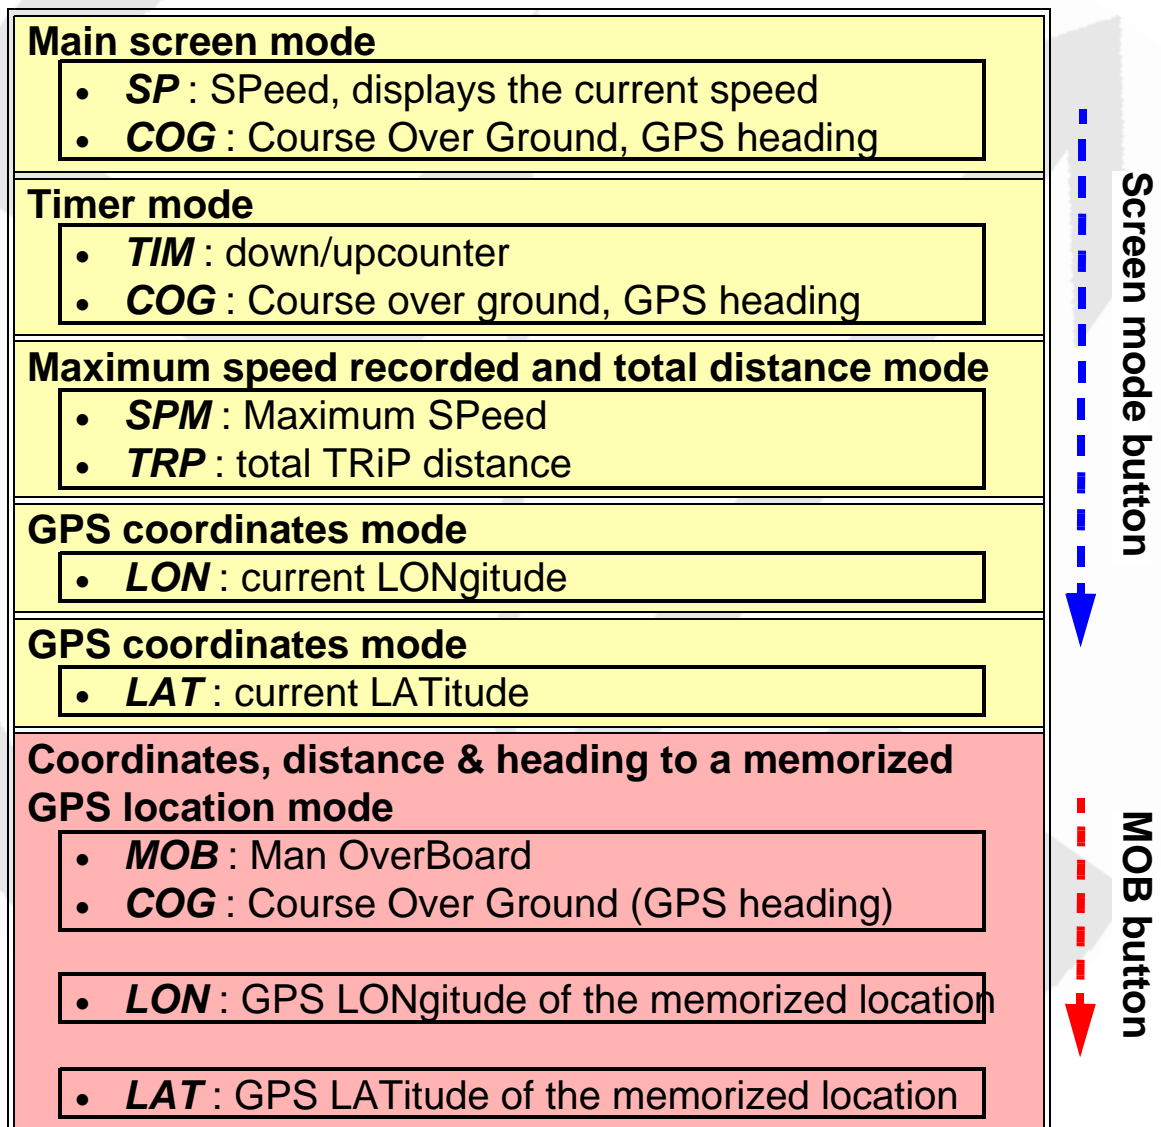 Main screen mode
• SP : SPeed, displays the current speed
• COG : Course Over Ground, GPS heading
Timer mode
• TIM : down/upcounter
• COG : Course over ground, GPS heading
Maximum speed recorded and total distance mode
• SPM : Maximum SPeed
• TRP : total TRiP distance
GPS coordinates mode
• LON : current LONgitude
GPS coordinates mode
• LAT : current LATitude
Coordinates, distance & heading to a memorized
GPS location mode
• MOB : Man OverBoard
• COG : Course Over Ground (GPS heading)
• LON : GPS LONgitude of the memorized location
• LAT : GPS LATitude of the memorized location
Screen mode button
MOB button